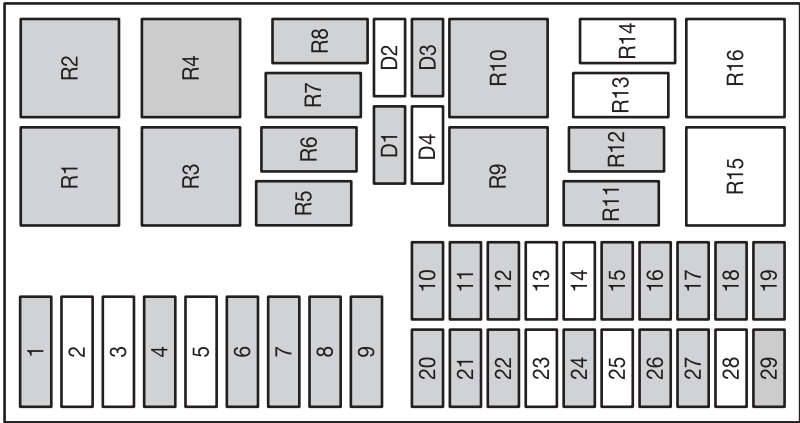 R2 R4 R8 D2 D3 R10 R14 R16
R7 R13
R1 R3 R6 D1 D4 R9 R12 R15
R5 R11
10 11 12 13 14 15 16 17 18 19
1 2 3 4 5 6 7 8 9 20 21 22 23 24 25 26 27 28 29